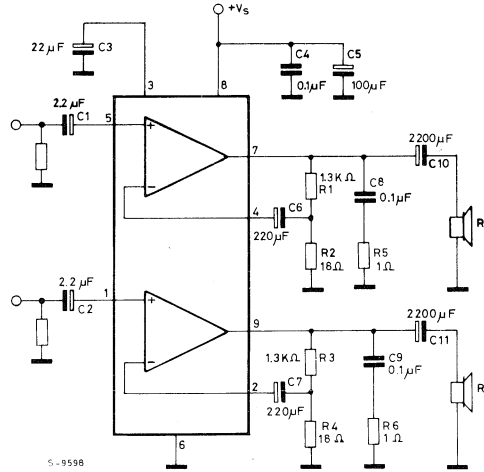 +Vs
22µF
C3
3
8
C4
0.1µF
C5
100µF
2.2µF
C1
5
+
−
7
4
C6
220µF
1.3KΩ
R1
C8
0.1µF
2200µF
C10
R2
18Ω
R5
1Ω
R
2.2µF
C2
1
+
−
9
2
C7
220µF
1.3KΩ
R3
C9
0.1µF
2200µF
C11
R4
18Ω
R6
1Ω
R
6
S-9598